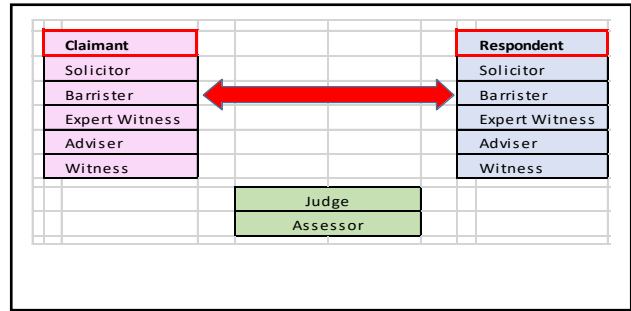 Claimant
Respondent
Solicitor
Solicitor
Barrister
Barrister
Expert Witness
Expert Witness
Adviser
Adviser
Witness
Witness
Judge
Assessor